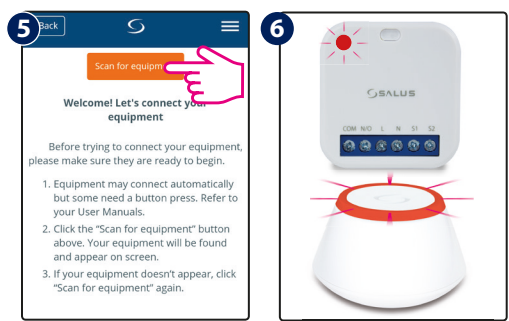 5
Back
Scan for equipm
Welcome! Let's connect your
equipment
Before trying to connect your equipment,
please make sure they are ready to begin.
1. Equipment may connect automatically
but some need a button press. Refer to
your User Manuals.
2. Click the “Scan for equipment” button
above. Your equipment will be found
and appear on screen.
3. If your equipment doesn't appear, click
“Scan for equipment” again.
6
SALUS
COM N/O L N S1 S2